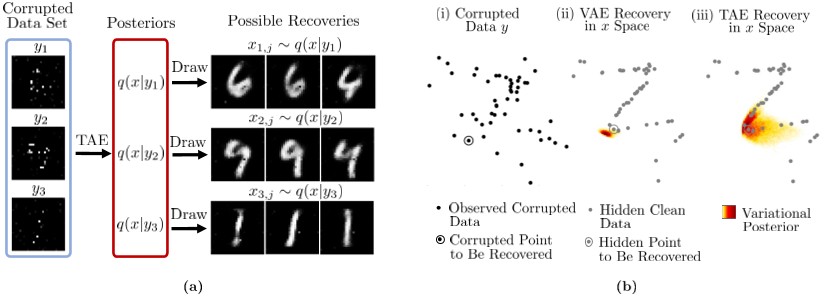 Corrupted
Data Set
Posteriors
Possible Recoveries
y₁
x₁,ⱼ ∼ q(x|y₁)
q(x|y₁)
Draw
y₂
x₂,ⱼ ∼ q(x|y₂)
TAE
q(x|y₂)
Draw
y₃
x₃,ⱼ ∼ q(x|y₃)
q(x|y₃)
Draw
(a)
(i) Corrupted
Data y
(ii) VAE Recovery
in x Space
(iii) TAE Recovery
in x Space
Observed Corrupted
Data
Corrupted Point
to Be Recovered
Hidden Clean
Data
Hidden Point
to Be Recovered
Variational
Posterior
(b)